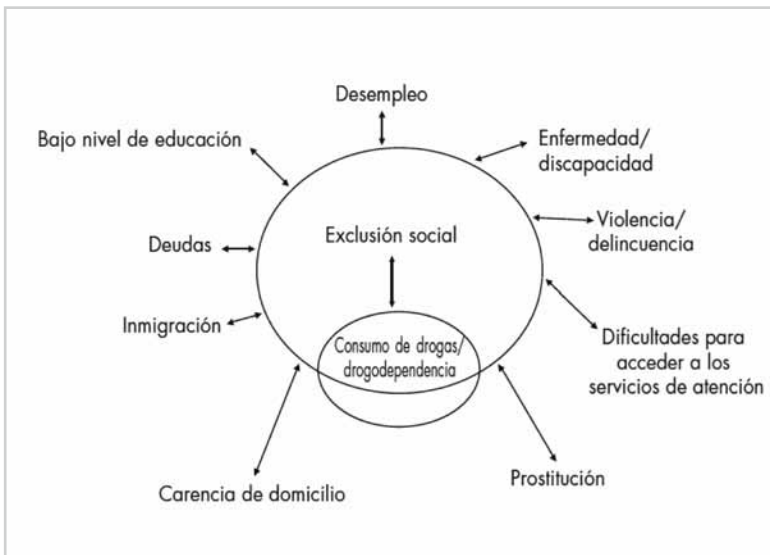 Desempleo
Bajo nivel de educación
Enfermedad/
discapacidad
Violencia/
delincuencia
Deudas
Exclusión social
Inmigración
Consumo de drogas/
drogodependencia
Dificultades para
acceder a los
servicios de atención
Carencia de domicilio
Prostitución